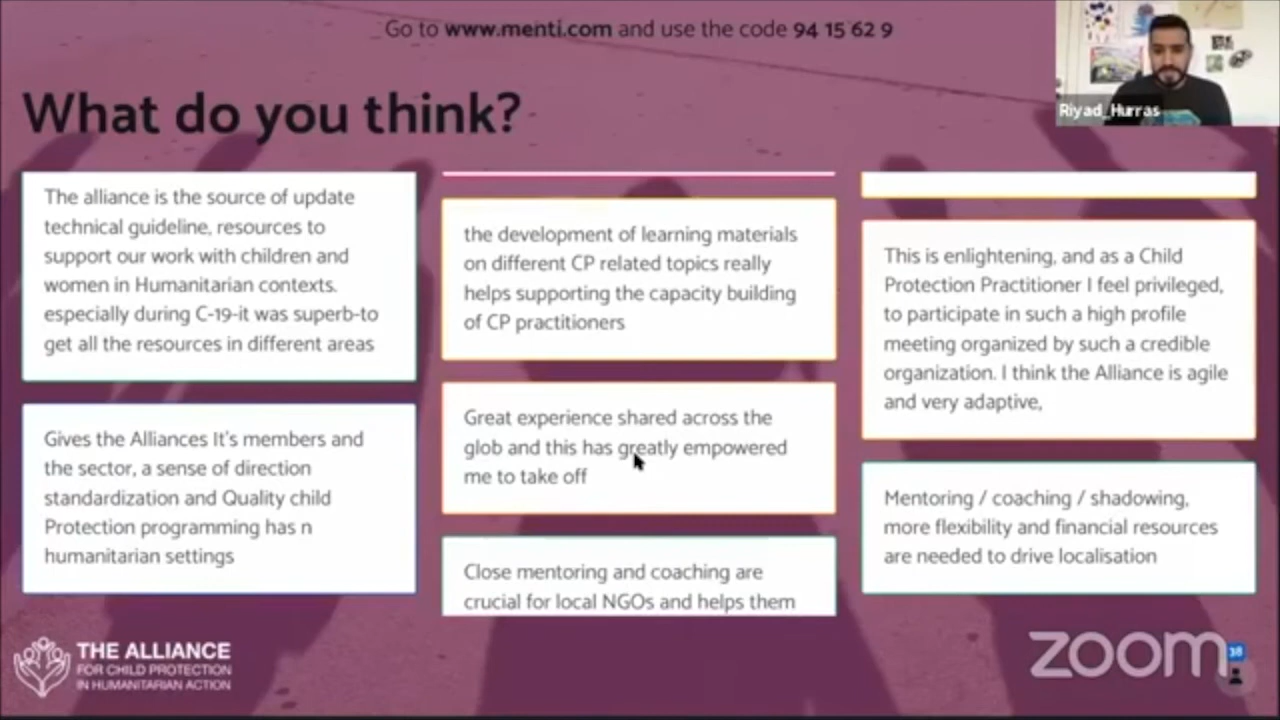 Go to www.menti.com and use the code 94 15 62 9
Riyad_Hurras
What do you think?
The alliance is the source of update
technical guideline, resources to
support our work with children and
women in Humanitarian contexts.
especially during C-19-it was superb-to
get all the resources in different areas
Gives the Alliances It's members and
the sector, a sense of direction
standardization and Quality child
Protection programming has n
humanitarian settings
the development of learning materials
on different CP related topics really
helps supporting the capacity building
of CP practitioners
Great experience shared across the
glob and this has greatly empowered
me to take off
Close mentoring and coaching are
crucial for local NGOs and helps them
This is enlightening, and as a Child
Protection Practitioner I feel privileged,
to participate in such a high profile
meeting organized by such a credible
organization. I think the Alliance is agile
and very adaptive,
Mentoring / coaching / shadowing,
more flexibility and financial resources
are needed to drive localisation
THE ALLIANCE
FOR CHILD PROTECTION
IN HUMANITARIAN ACTION
zoom
38